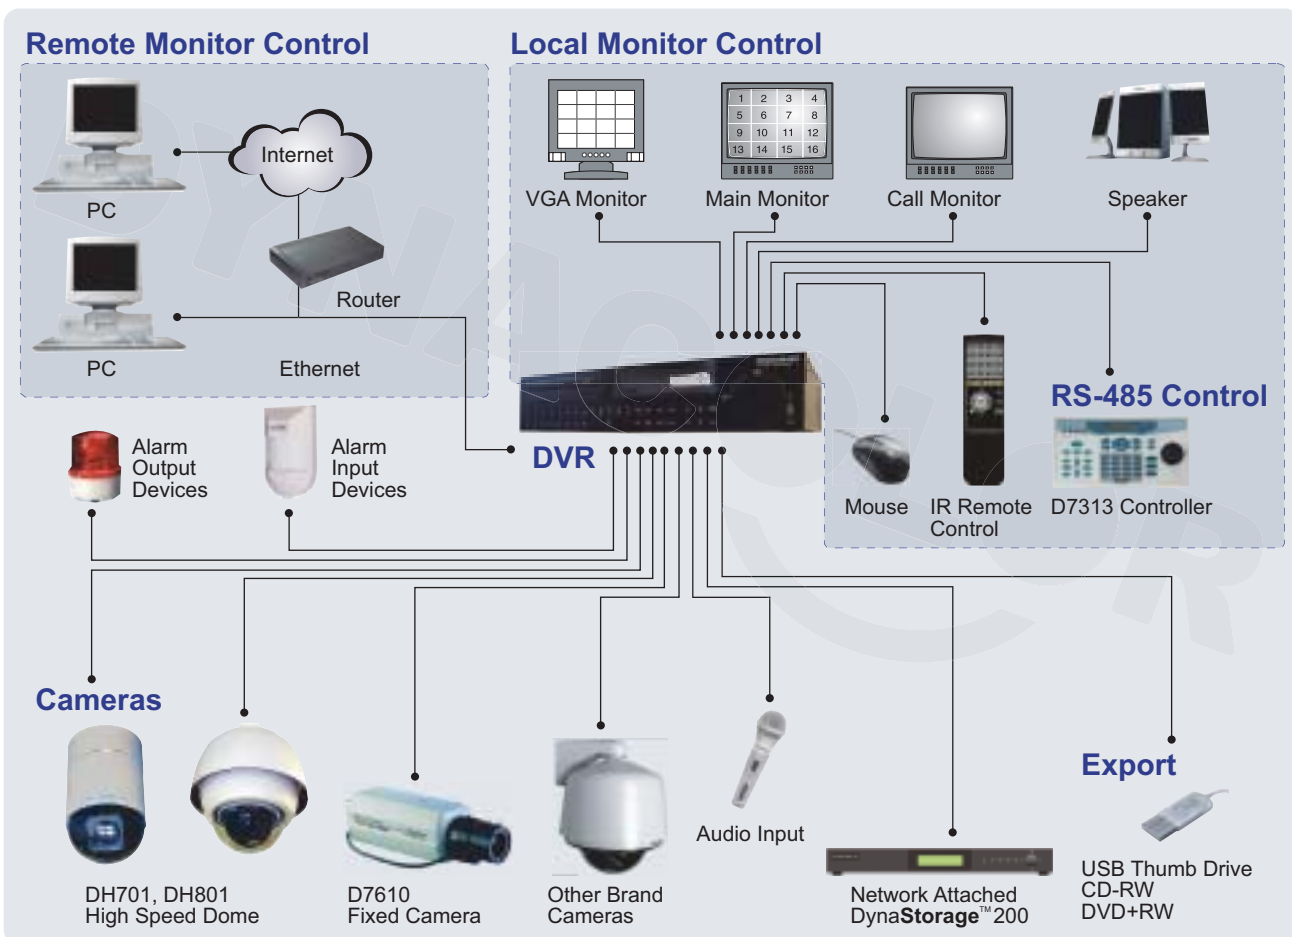 Remote Monitor Control
Local Monitor Control
Internet
PC
Router
PC
Ethernet
1 2 3 4
5 6 7 8
9 10 11 12
13 14 15 16
VGA Monitor
Main Monitor
Call Monitor
Speaker
DYNACOLOR
RS-485 Control
Alarm
Output
Devices
Alarm
Input
Devices
DVR
Mouse
IR Remote
Control
D7313 Controller
Cameras
Export
Audio Input
DH701, DH801
High Speed Dome
D7610
Fixed Camera
Other Brand
Cameras
Network Attached
DynaStorage™200
USB Thumb Drive
CD-RW
DVD+RW